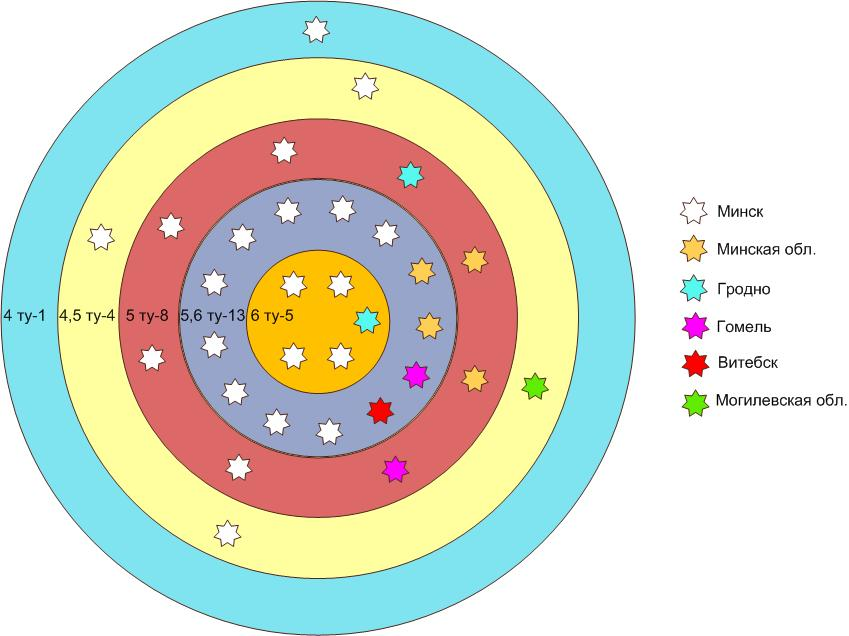 4 ту-1 4,5 ту-4 5 ту-8 5,6 ту-13 6 ту-5
Минск
Минская обл.
Гродно
Гомель
Витебск
Могилевская обл.